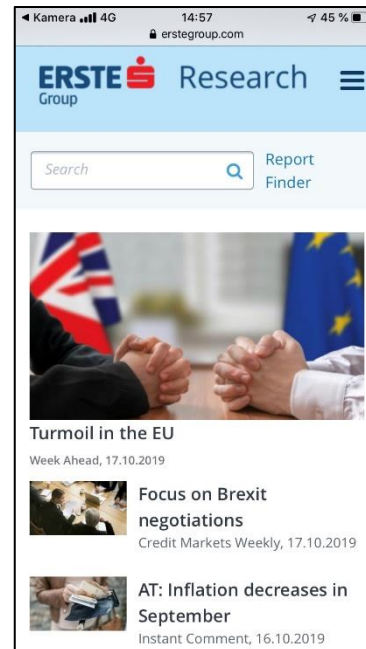 Kamera 4G 14:57 45 %
erstegroup.com
ERSTE Research
Group
Search
Report
Finder
Turmoil in the EU
Week Ahead, 17.10.2019
Focus on Brexit
negotiations
Credit Markets Weekly, 17.10.2019
AT: Inflation decreases in
September
Instant Comment, 16.10.2019